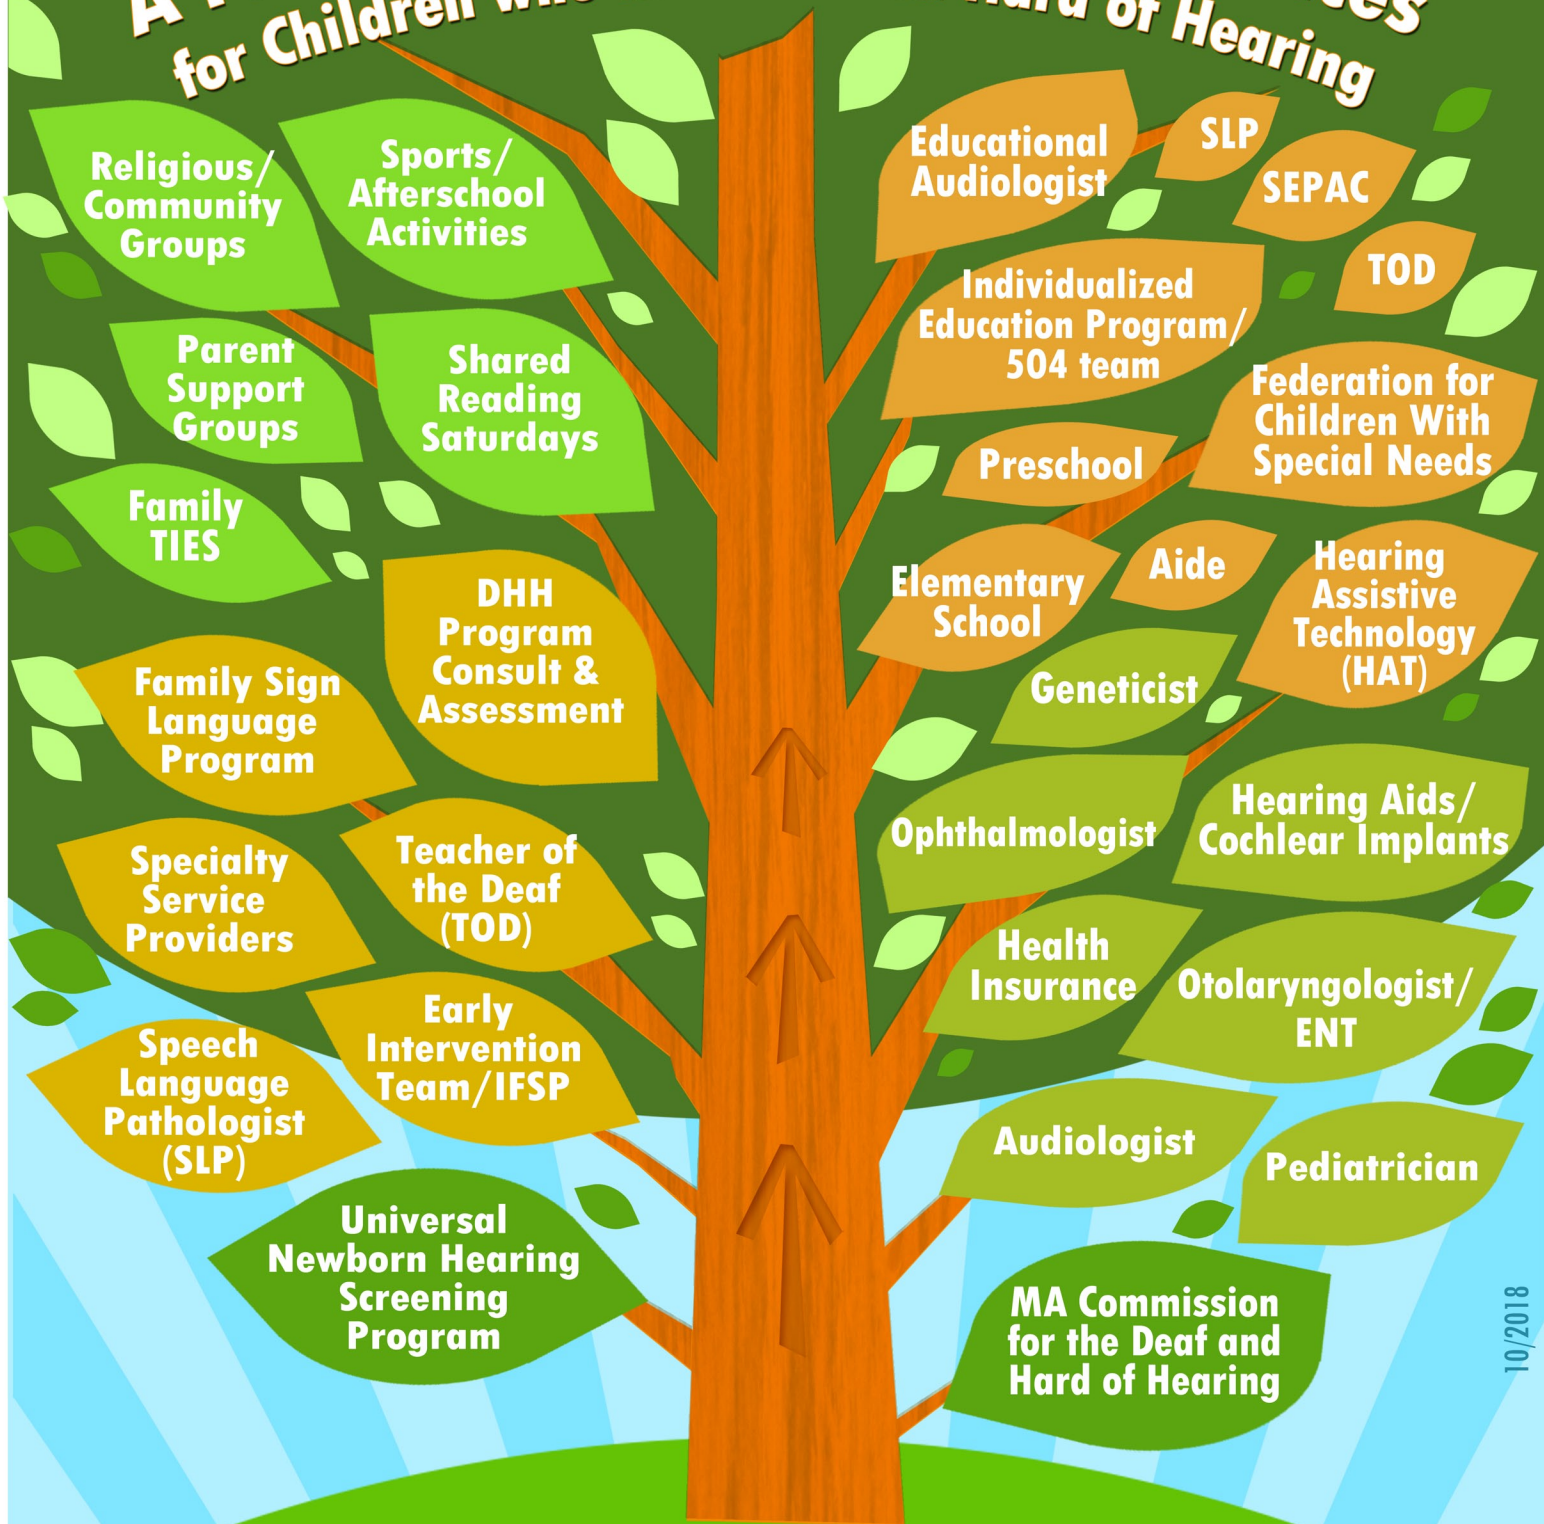 A
ces
for Children
ard of Hearing
Religious/
Community
Groups
Sports/
Afterschool
Activities
Parent
Support
Groups
Shared
Reading
Saturdays
Family
TIES
DHH
Program
Consult &
Assessment
Family Sign
Language
Program
Specialty
Service
Providers
Teacher of
the Deaf
(TOD)
Early
Intervention
Team/IFSP
Speech
Language
Pathologist
(SLP)
Universal
Newborn Hearing
Screening
Program
Educational
Audiologist
SLP
SEPAC
TOD
Individualized
Education Program/
504 team
Federation for
Children With
Special Needs
Preschool
Elementary
School
Aide
Hearing
Assistive
Technology
(HAT)
Geneticist
Ophthalmologist
Hearing Aids/
Cochlear Implants
Health
Insurance
Otolaryngologist/
ENT
Audiologist
Pediatrician
MA Commission
for the Deaf and
Hard of Hearing
10/2018